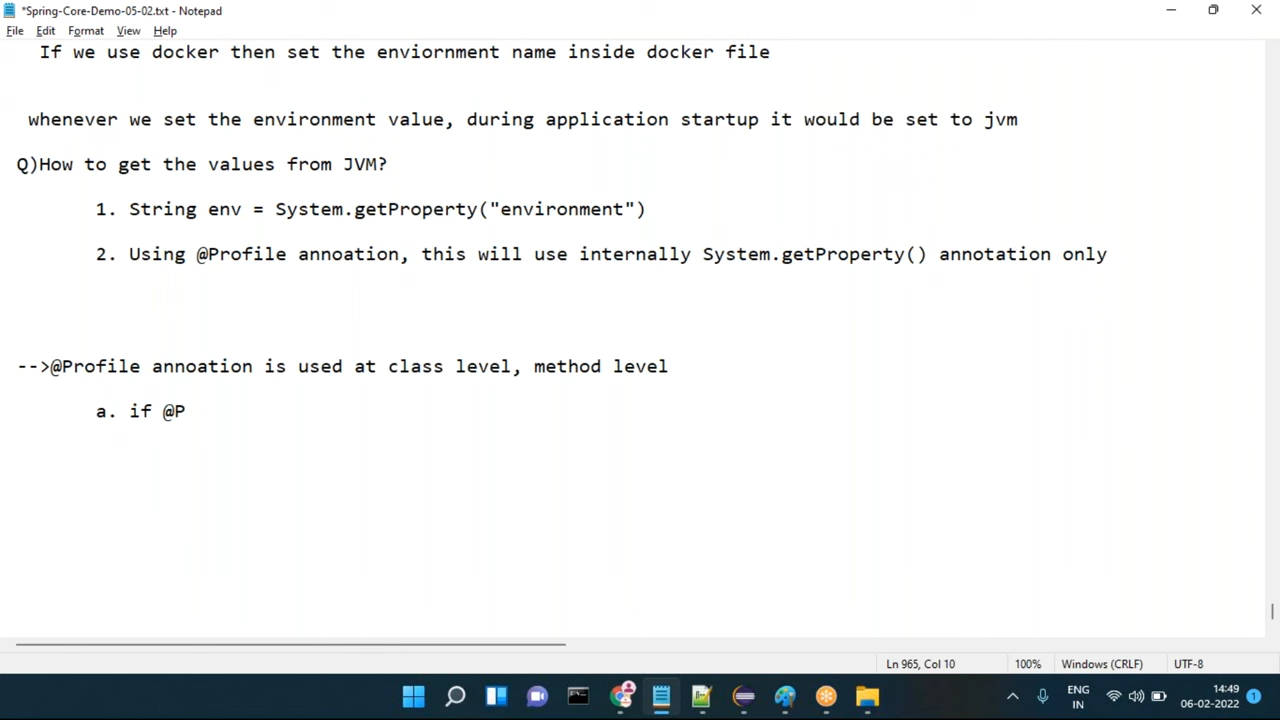 *Spring-Core-Demo-05-02.txt - Notepad
File Edit Format View Help
If we use docker then set the enviornment name inside docker file
whenever we set the environment value, during application startup it would be set to jvm
Q)How to get the values from JVM?
1. String env = System.getProperty("environment")
2. Using @Profile annoation, this will use internally System.getProperty() annotation only
-->@Profile annoation is used at class level, method level
a. if @P
Ln 965, Col 10 100% Windows (CRLF) UTF-8
ENG
IN
14:49
06-02-2022
1